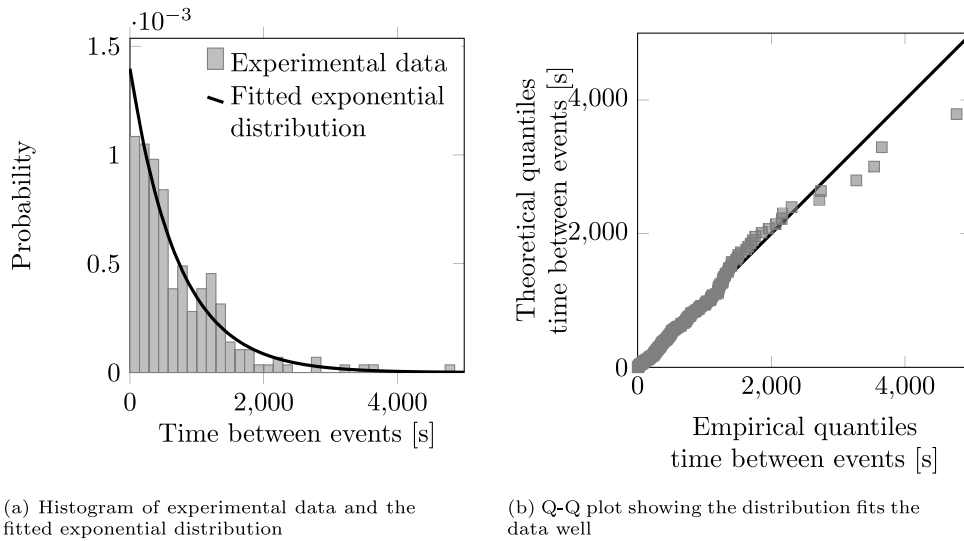 ·10⁻³
1.5
1
0.5
0
Probability
Experimental data
Fitted exponential
distribution
0
2,000
4,000
Time between events [s]
(a) Histogram of experimental data and the
fitted exponential distribution
Theoretical quantiles
time between events [s]
4,000
2,000
0
0
2,000
4,000
Empirical quantiles
time between events [s]
(b) Q-Q plot showing the distribution fits the
data well